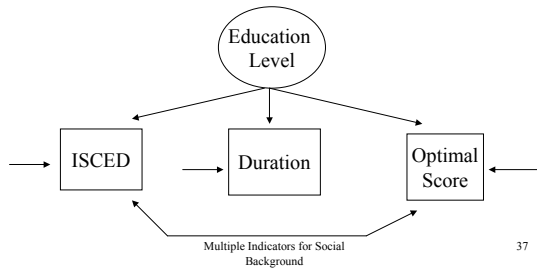 Education
Level
ISCED
Duration
Optimal
Score
Multiple Indicators for Social
Background
37